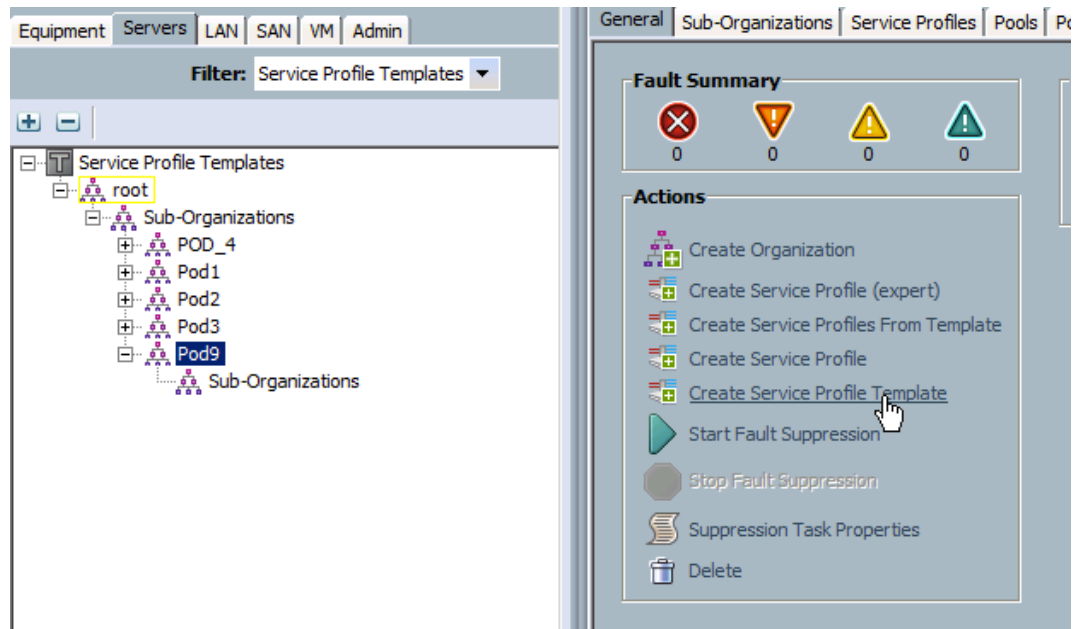 Equipment Servers LAN SAN VM Admin
Filter: Service Profile Templates
Service Profile Templates
root
Sub-Organizations
POD_4
Pod1
Pod2
Pod3
Pod9
Sub-Organizations
General Sub-Organizations Service Profiles Pools Po
Fault Summary
0 0 0 0
Actions
Create Organization
Create Service Profile (expert)
Create Service Profiles From Template
Create Service Profile
Create Service Profile Template
Start Fault Suppression
Stop Fault Suppression
Suppression Task Properties
Delete